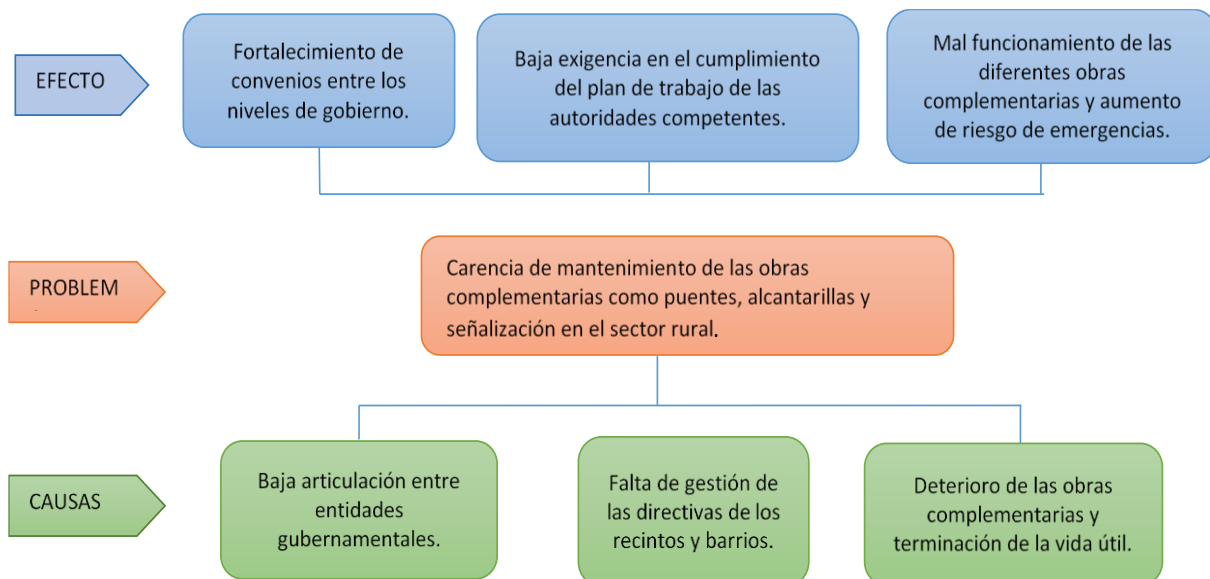 EFECTO
Fortalecimiento de
convenios entre los
niveles de gobierno.
Baja exigencia en el cumplimiento
del plan de trabajo de las
autoridades competentes.
Mal funcionamiento de las
diferentes obras
complementarias y aumento
de riesgo de emergencias.
PROBLEM
Carencia de mantenimiento de las obras
complementarias como puentes, alcantarillas y
señalización en el sector rural.
CAUSAS
Baja articulación entre
entidades
gubernamentales.
Falta de gestión de
las directivas de los
recintos y barrios.
Deterioro de las obras
complementarias y
terminación de la vida útil.